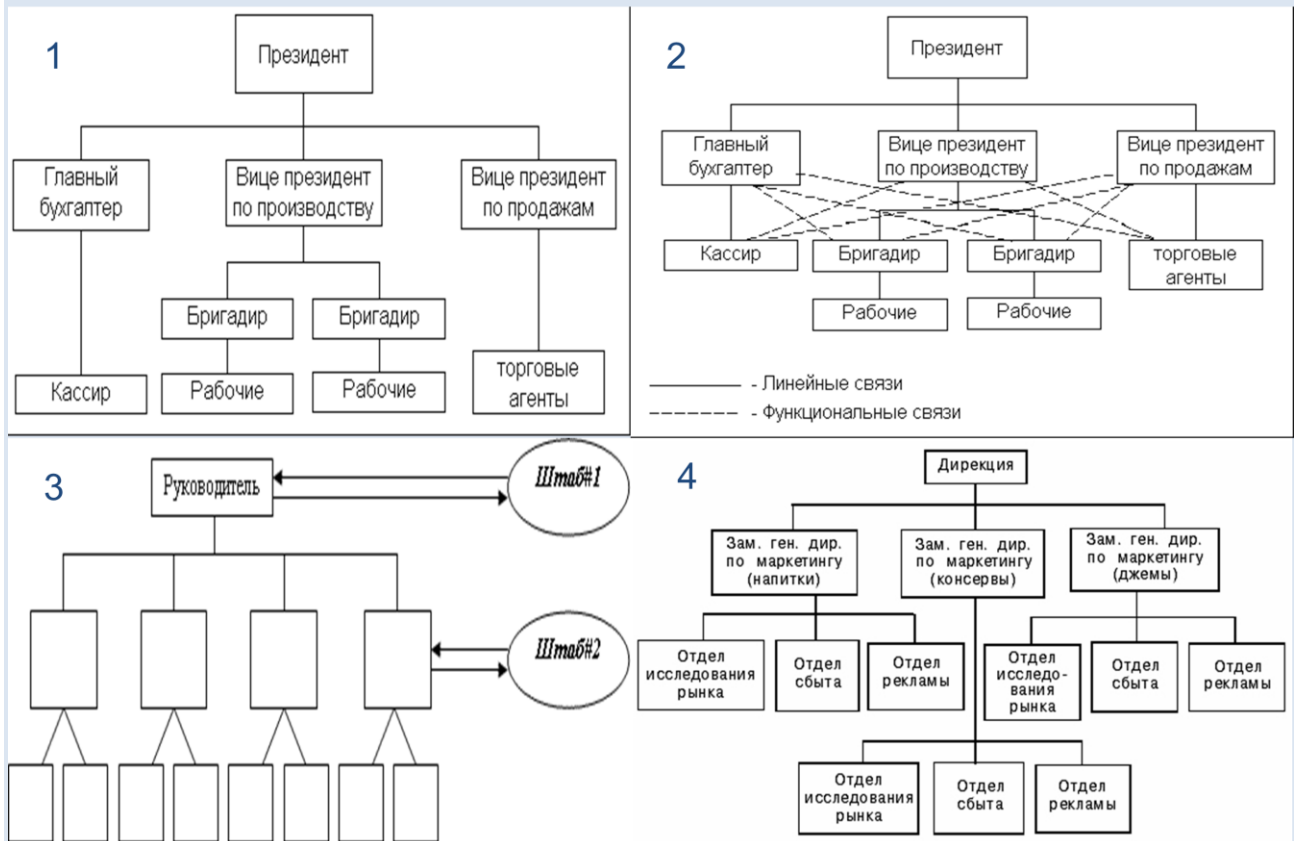 1
Президент
Главный
бухгалтер
Вице президент
по производству
Вице президент
по продажам
Бригадир
Бригадир
Кассир
Рабочие
Рабочие
торговые
агенты
2
Президент
Главный
бухгалтер
Вице президент
по производству
Вице президент
по продажам
Кассир
Бригадир
Бригадир
торговые
агенты
Рабочие
Рабочие
- Линейные связи
- Функциональные связи
3
Руководитель
Штаб#1
Штаб#2
4
Дирекция
Зам. ген. дир.
по маркетингу
(напитки)
Зам. ген. дир.
по маркетингу
(консервы)
Зам. ген. дир.
по маркетингу
(джемы)
Отдел
исследования
рынка
Отдел
сбыта
Отдел
рекламы
Отдел
исследо-
вания
рынка
Отдел
сбыта
Отдел
рекламы
Отдел
исследования
рынка
Отдел
сбыта
Отдел
рекламы